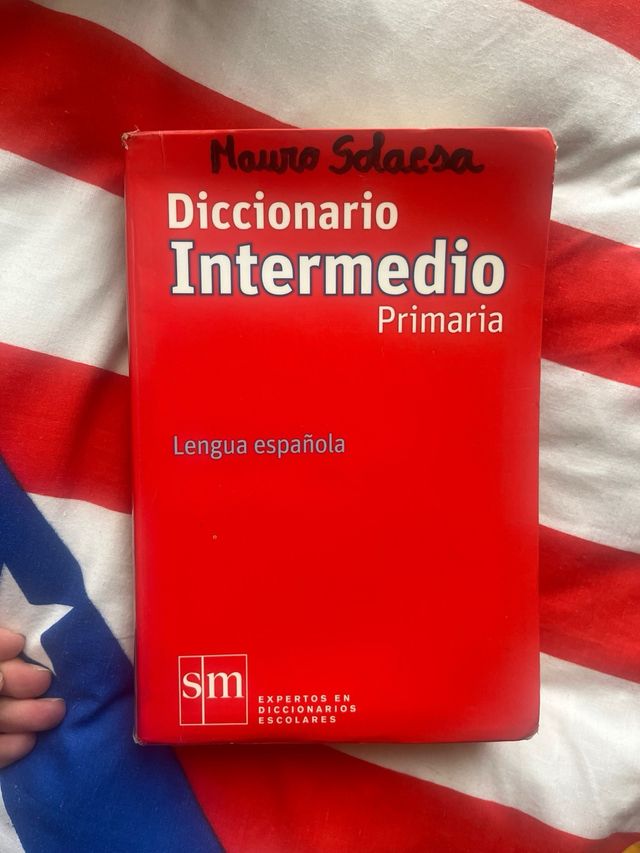 Mauro Solaesa
Diccionario
Intermedio
Primaria
Lengua española
sm
EXPERTOS EN
DICCIONARIOS
ESCOLARES